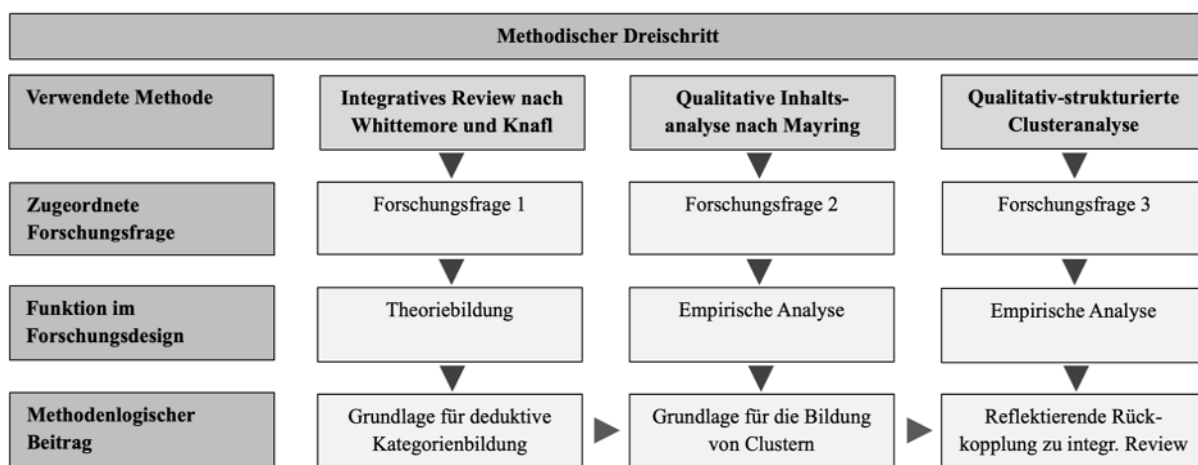 Methodischer Dreischritt
Verwendete Methode
Integratives Review nach
Whittemore und Knafl
Qualitative Inhalts-
analyse nach Mayring
Qualitativ-strukturierte
Clusteranalyse
Zugeordnete
Forschungsfrage
Forschungsfrage 1
Forschungsfrage 2
Forschungsfrage 3
Funktion im
Forschungsdesign
Theoriebildung
Empirische Analyse
Empirische Analyse
Methodenlogischer
Beitrag
Grundlage für deduktive
Kategorienbildung
Grundlage für die Bildung
von Clustern
Reflektierende Rück-
kopplung zu integr. Review